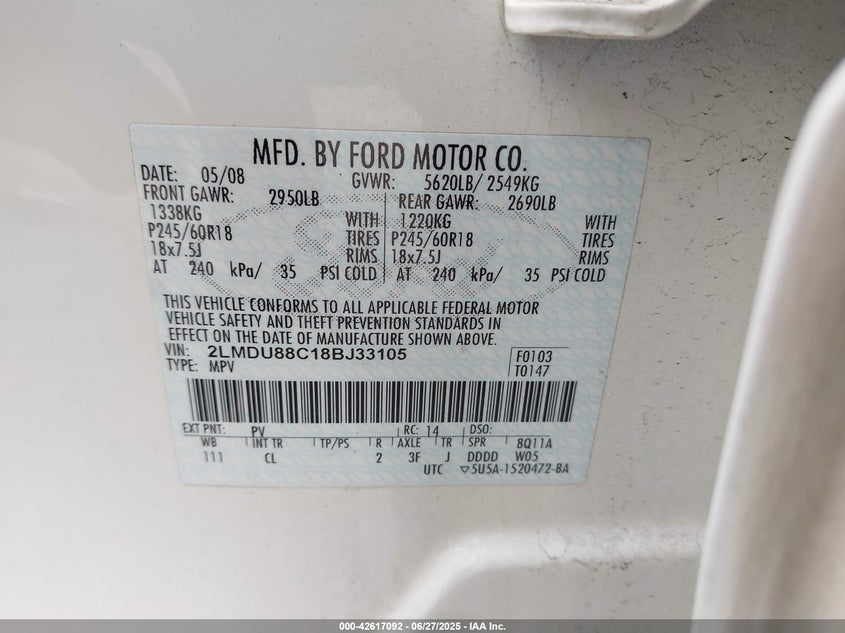 MFD. BY FORD MOTOR CO.
DATE: 05/08 GVWR: 5620LB/ 2549KG
FRONT GAWR: 2950LB REAR GAWR: 2690LB
1338KG WITH 1220KG WITH
P245/60R18 TIRES P245/60R18 TIRES
18x7.5J RIMS 18x7.5J RIMS
AT 240 kPa/ 35 PSI COLD AT 240 kPa/ 35 PSI COLD
THIS VEHICLE CONFORMS TO ALL APPLICABLE FEDERAL MOTOR
VEHICLE SAFETY AND THEFT PREVENTION STANDARDS IN
EFFECT ON THE DATE OF MANUFACTURE SHOWN ABOVE.
VIN: 2LMDU88C18BJ33105 F0103
TYPE: MPV T0147
EXT PNT: PV RC: 14 DSO:
WB INT TR TP/PS R AXLE TR SPR 8Q11A
111 CL 2 3F J DDDD W05
UTC ▽5U5A-1520472-BA
000-42617092 - 06/27/2025 - IAA Inc.